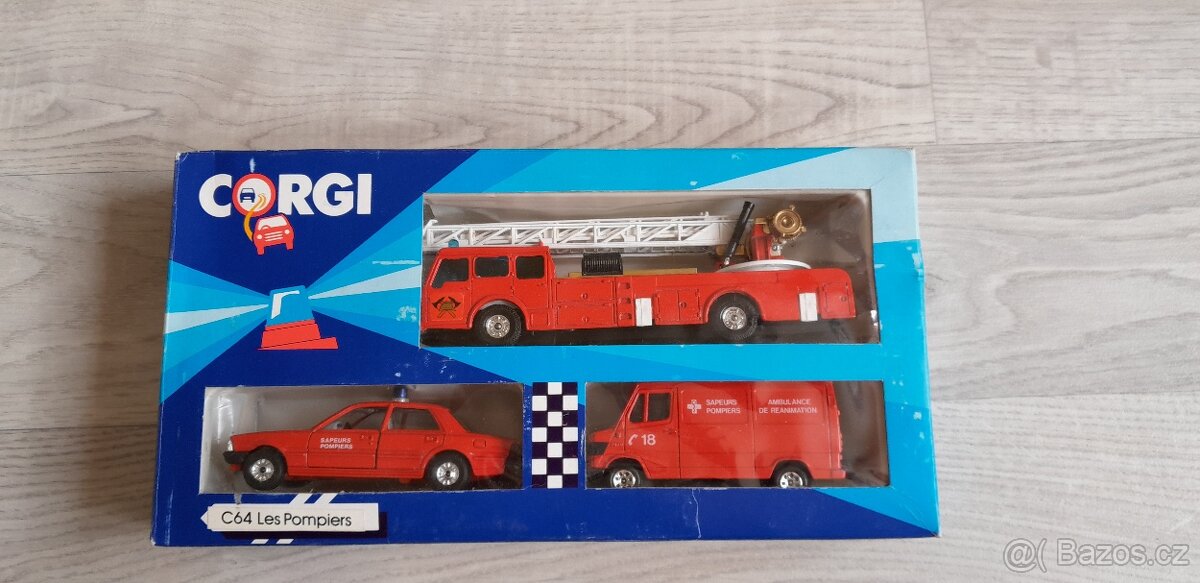 CORGI
SAPEURS
POMPIERS
SAPEURS
POMPIERS
AMBULANCE
DE REANIMATION
18
C64 Les Pompiers
@( Bazos.cz